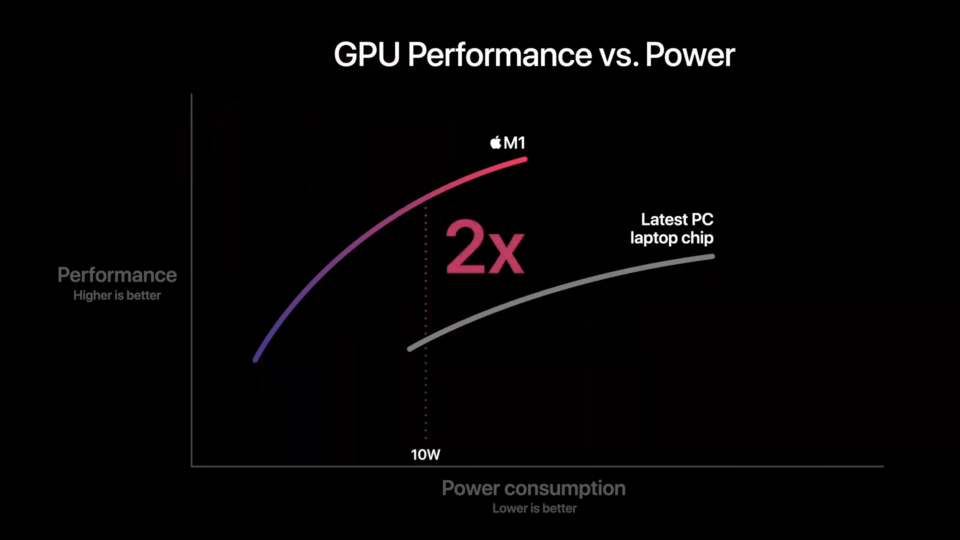 GPU Performance vs. Power
M1
2x
Latest PC
laptop chip
Performance
Higher is better
10W
Power consumption
Lower is better